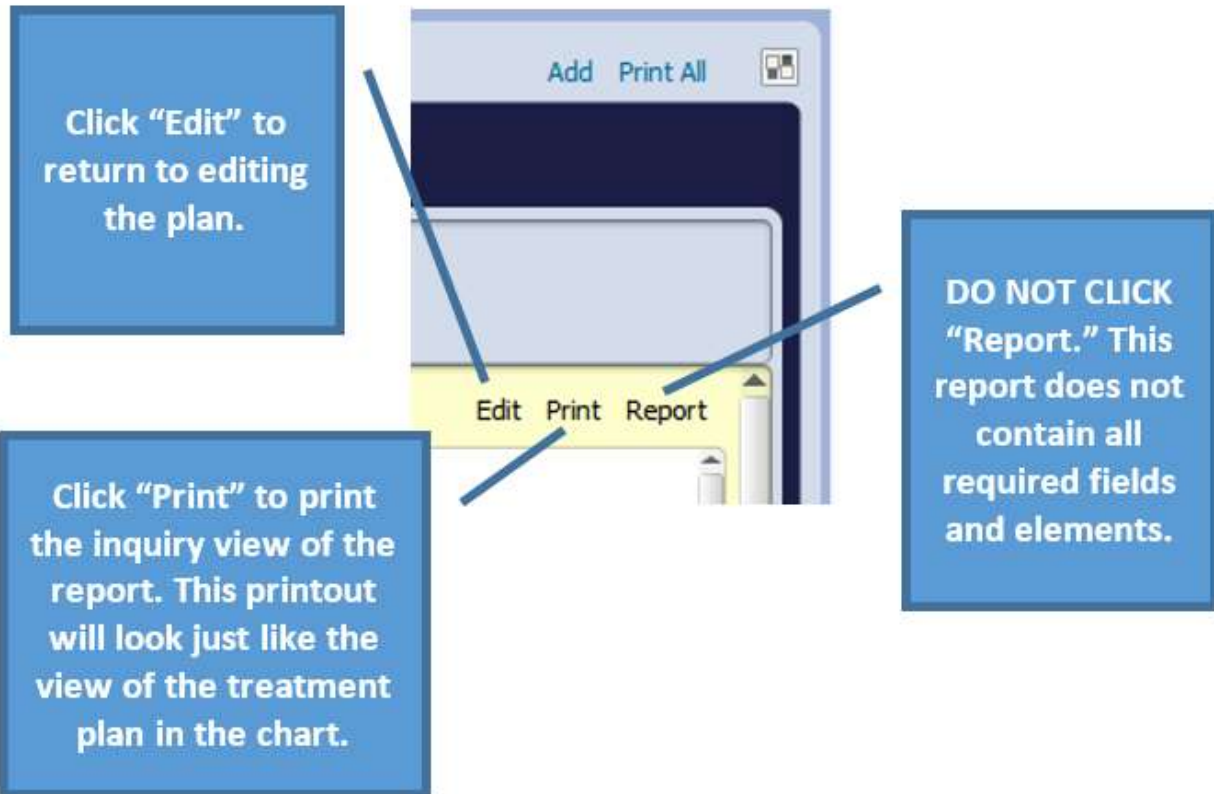 Click “Edit” to
return to editing
the plan.
Add Print All
Edit Print Report
DO NOT CLICK
“Report.” This
report does not
contain all
required fields
and elements.
Click “Print” to print
the inquiry view of the
report. This printout
will look just like the
view of the treatment
plan in the chart.